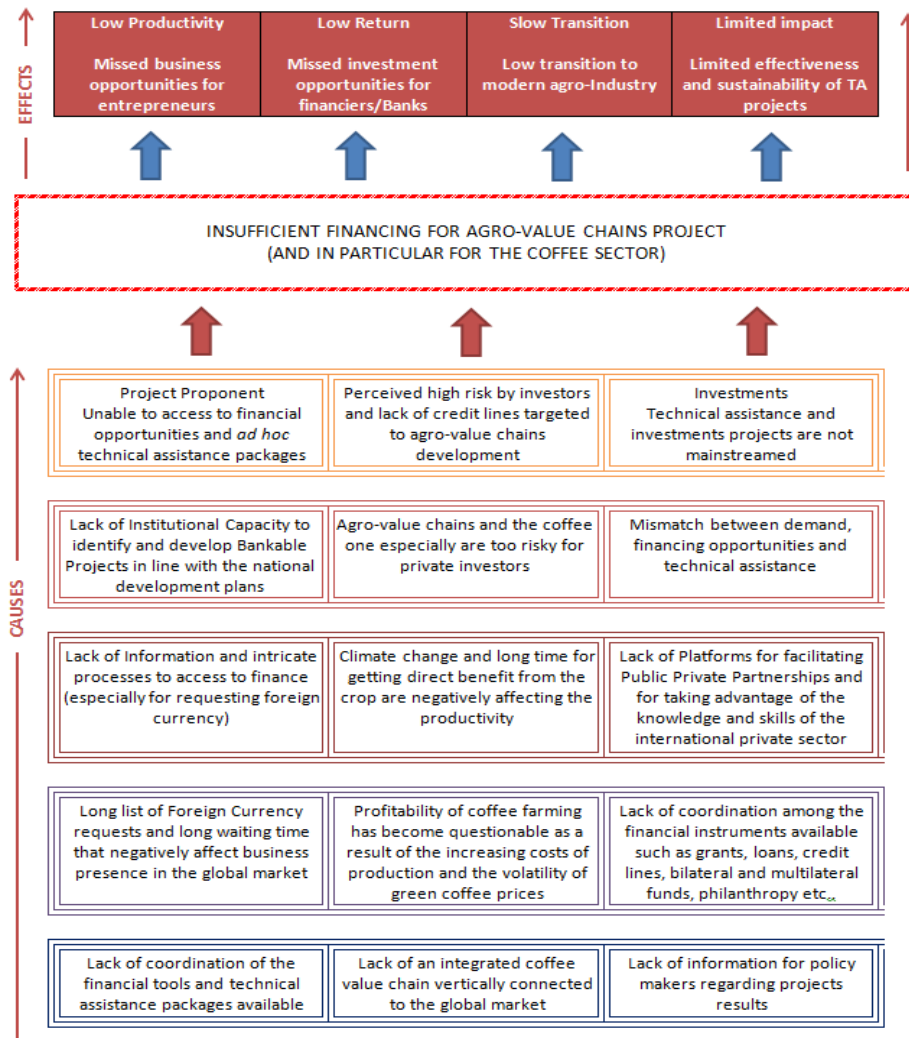 EFFECTS
Low Productivity
Missed business
opportunities for
entrepreneurs
Low Return
Missed investment
opportunities for
financiers/Banks
Slow Transition
Low transition to
modern agro-Industry
Limited impact
Limited effectiveness
and sustainability of TA
projects
INSUFFICIENT FINANCING FOR AGRO-VALUE CHAINS PROJECT
(AND IN PARTICULAR FOR THE COFFEE SECTOR)
CAUSES
Project Proponent
Unable to access to financial
opportunities and ad hoc
technical assistance packages
Perceived high risk by investors
and lack of credit lines targeted
to agro-value chains
development
Investments
Technical assistance and
investments projects are not
mainstreamed
Lack of Institutional Capacity to
identify and develop Bankable
Projects in line with the national
development plans
Agro-value chains and the coffee
one especially are too risky for
private investors
Mismatch between demand,
financing opportunities and
technical assistance
Lack of Information and intricate
processes to access to finance
(especially for requesting foreign
currency)
Climate change and long time for
getting direct benefit from the
crop are negatively affecting the
productivity
Lack of Platforms for facilitating
Public Private Partnerships and
for taking advantage of the
knowledge and skills of the
international private sector
Long list of Foreign Currency
requests and long waiting time
that negatively affect business
presence in the global market
Profitability of coffee farming
has become questionable as a
result of the increasing costs of
production and the volatility of
green coffee prices
Lack of coordination among the
financial instruments available
such as grants, loans, credit
lines, bilateral and multilateral
funds, philanthropy etc.
Lack of coordination of the
financial tools and technical
assistance packages available
Lack of an integrated coffee
value chain vertically connected
to the global market
Lack of information for policy
makers regarding projects
results